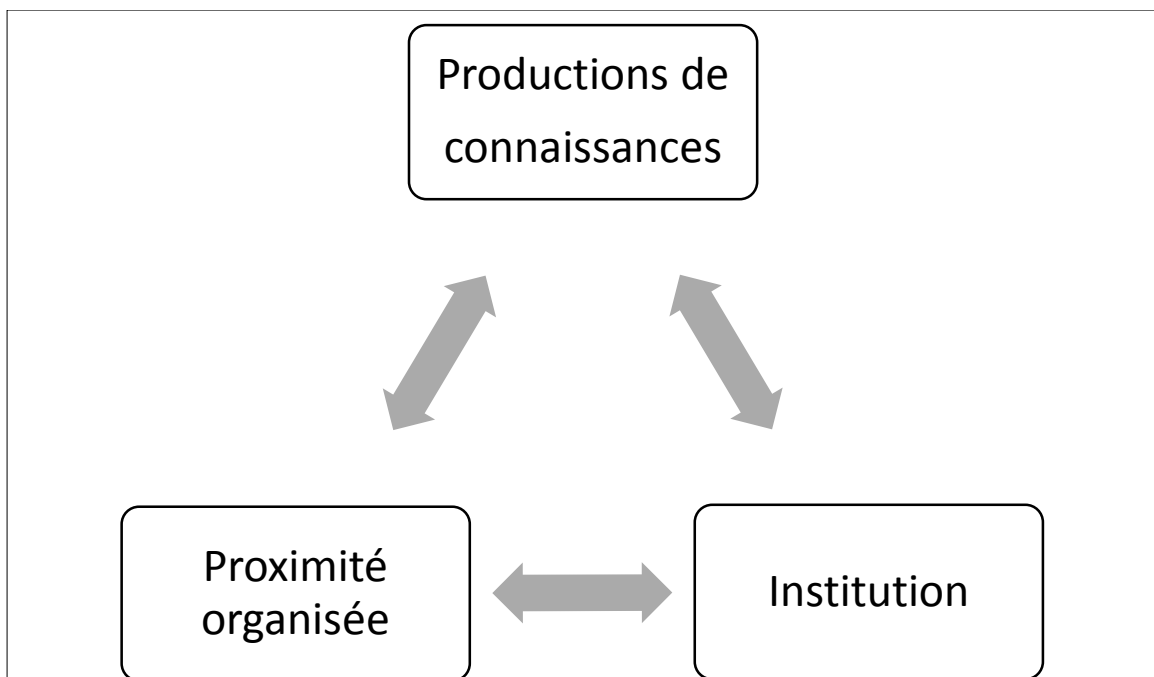 Productions de
connaissances
Proximité
organisée
Institution